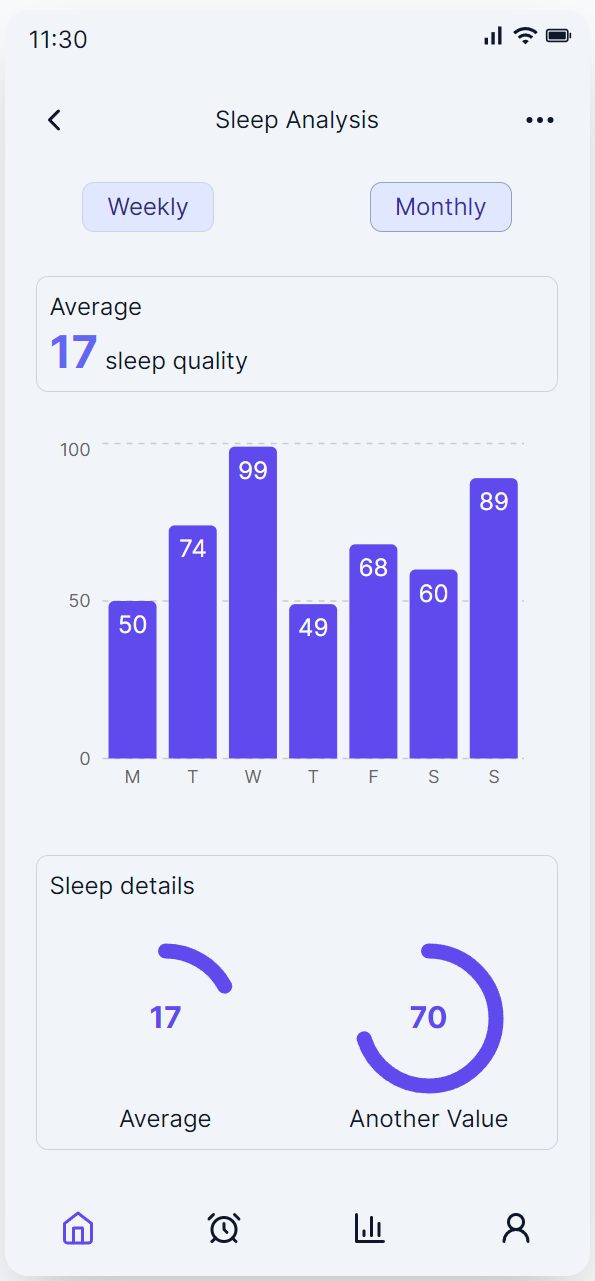 11:30
Sleep Analysis
Weekly Monthly
Average
17 sleep quality
100
50
0
50 74 99 49 68 60 89
M T W T F S S
Sleep details
17 70
Average Another Value